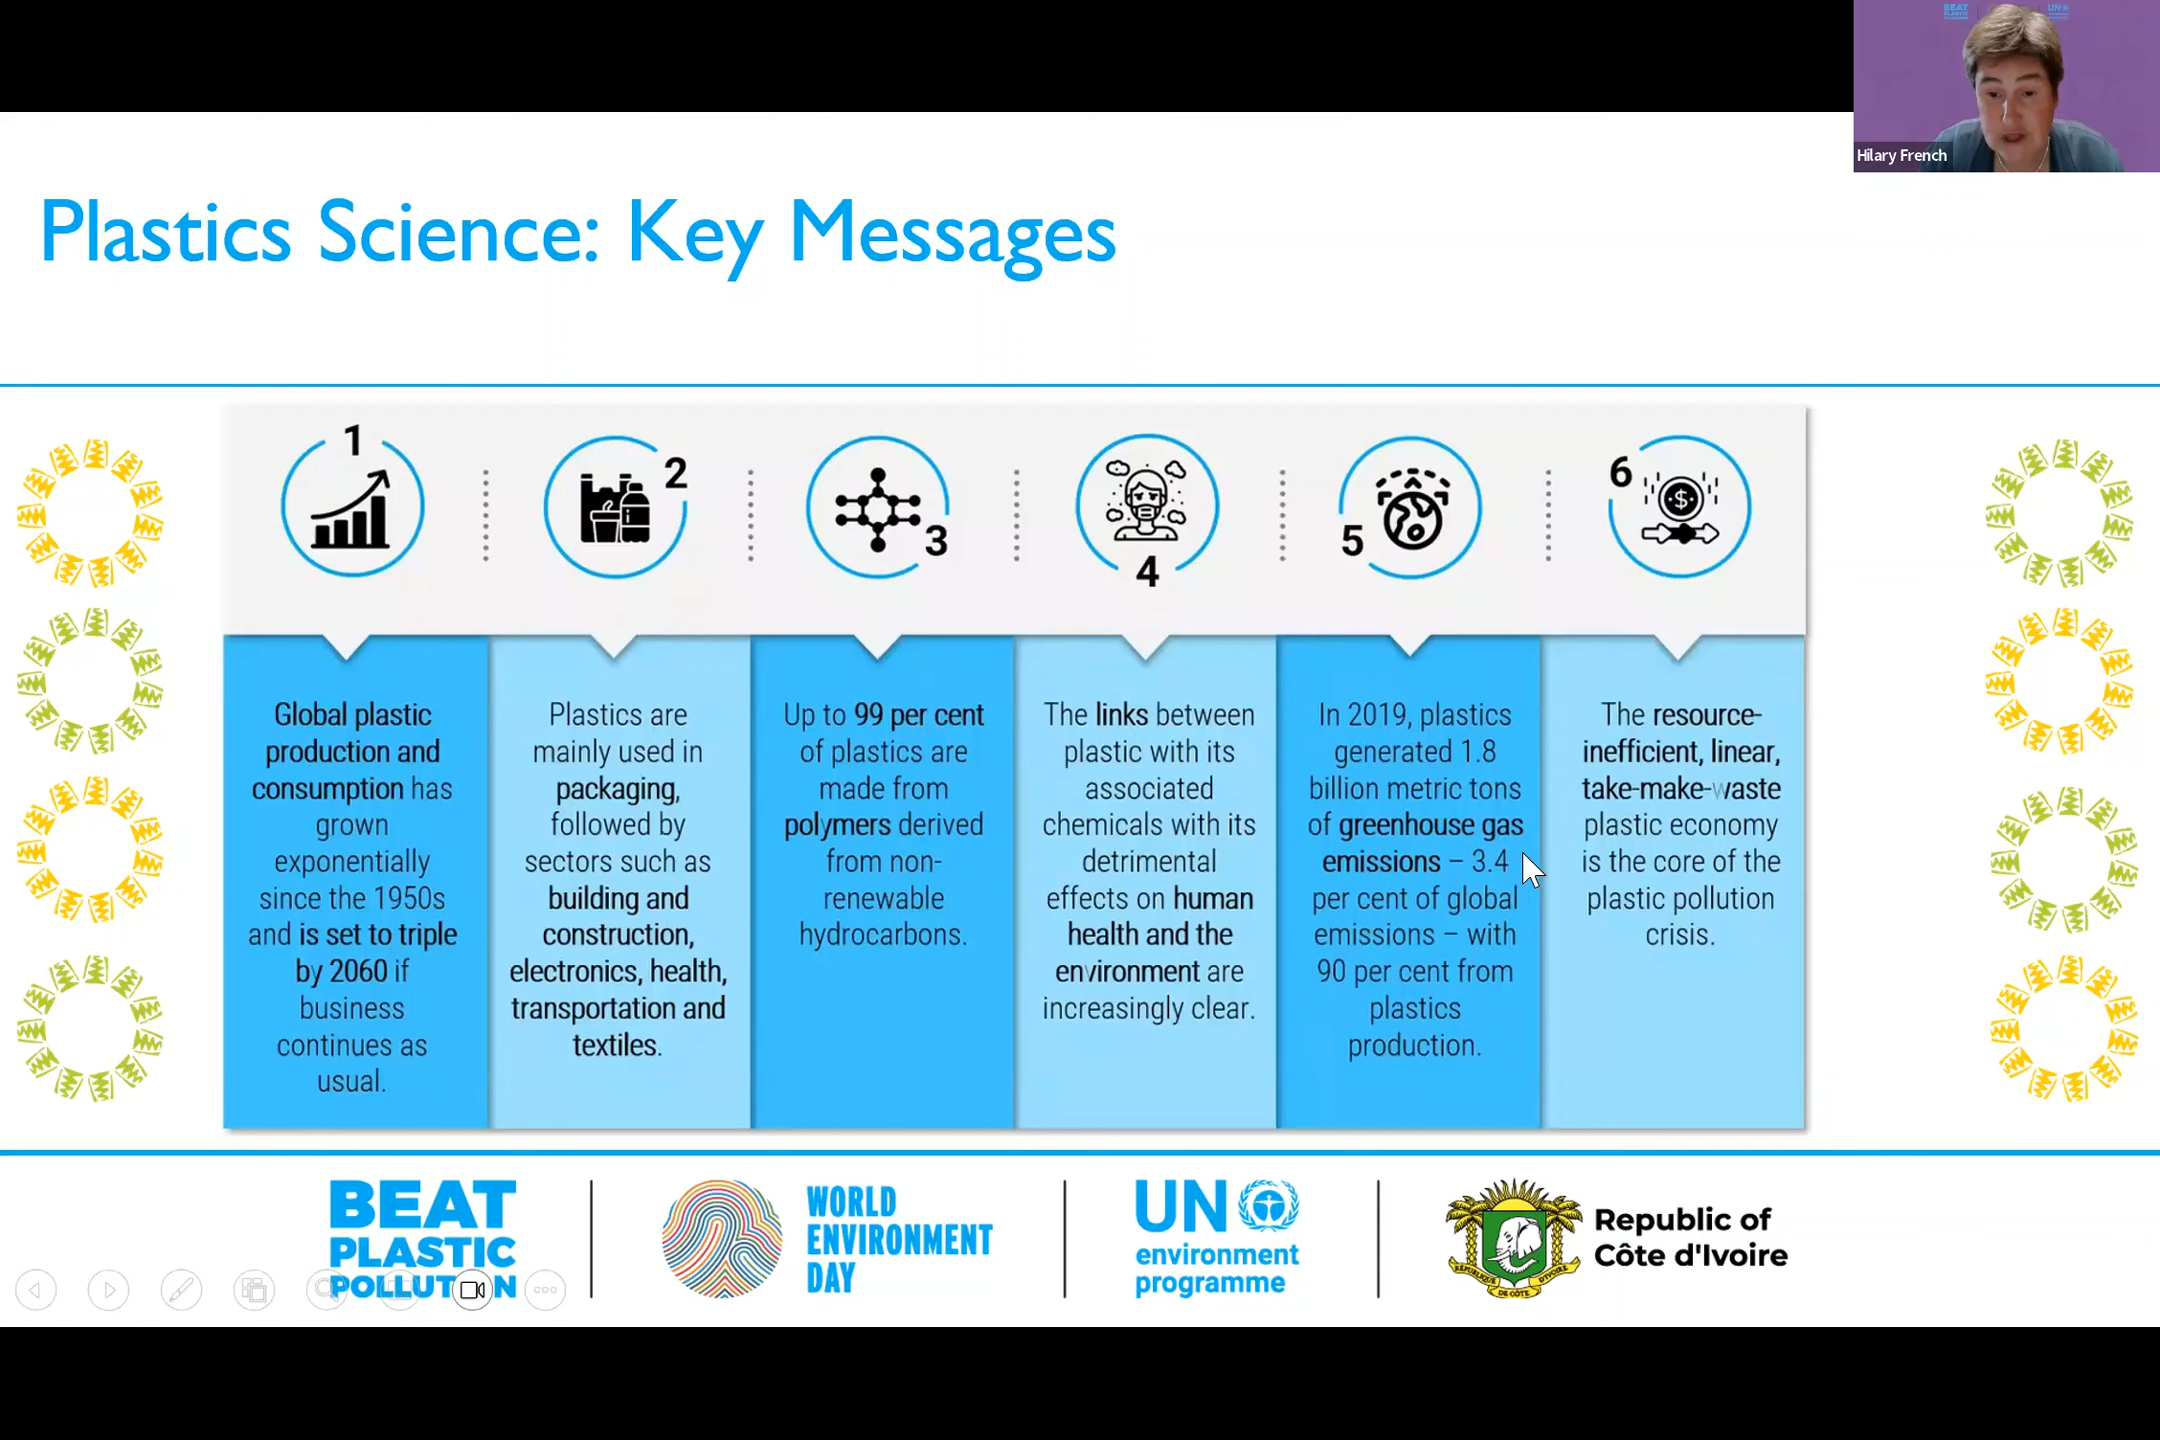 BEAT
UN
Hilary French
Plastics Science: Key Messages
1
2
3
4
5
6
Global plastic
production and
consumption has
grown
exponentially
since the 1950s
and is set to triple
by 2060 if
business
continues as
usual.
Plastics are
mainly used in
packaging,
followed by
sectors such as
building and
construction,
electronics, health,
transportation and
textiles.
Up to 99 per cent
of plastics are
made from
polymers derived
from non-
renewable
hydrocarbons.
The links between
plastic with its
associated
chemicals with its
detrimental
effects on human
health and the
environment are
increasingly clear.
In 2019, plastics
generated 1.8
billion metric tons
of greenhouse gas
emissions – 3.4
per cent of global
emissions – with
90 per cent from
plastics
production.
The resource-
inefficient, linear,
take-make-waste
plastic economy
is the core of the
plastic pollution
crisis.
BEAT
PLASTIC
POLLUTION
WORLD
ENVIRONMENT
DAY
UN
environment
programme
REPUBLIQUE DE CÔTE D'IVOIRE
Republic of
Côte d'Ivoire